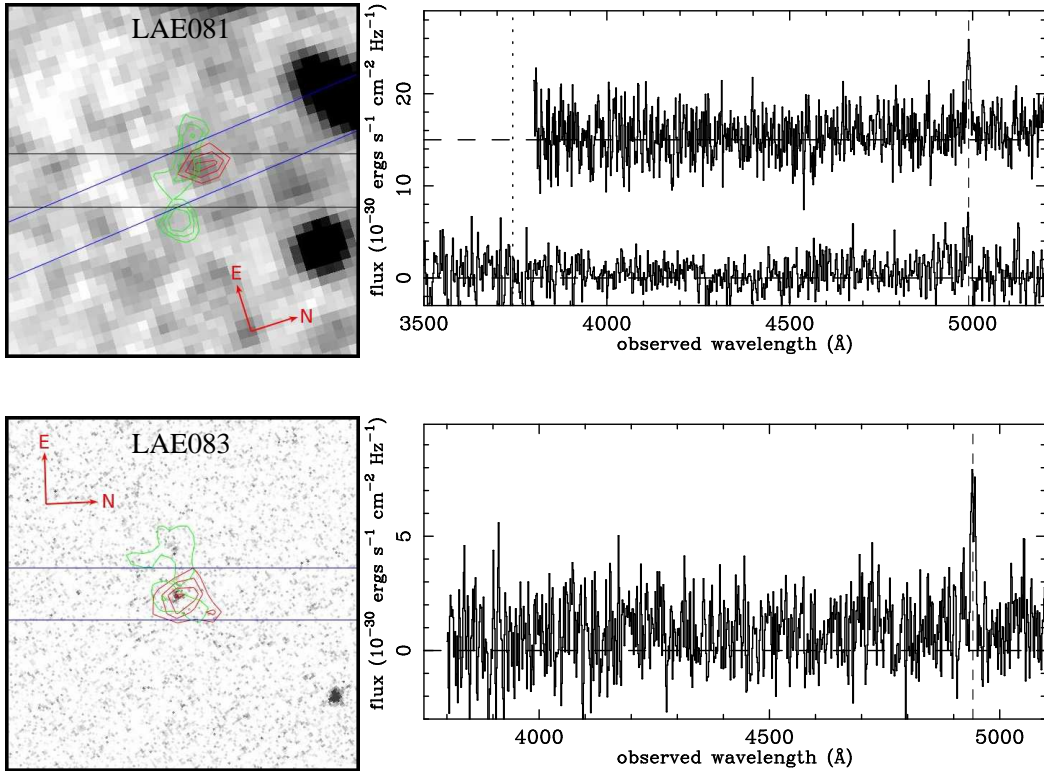 LAE081
E
N
flux (10⁻³⁰ ergs s⁻¹ cm⁻² Hz⁻¹)
20
10
0
3500 4000 4500 5000
observed wavelength (Å)
LAE083
E
N
flux (10⁻³⁰ ergs s⁻¹ cm⁻² Hz⁻¹)
5
0
4000 4500 5000
observed wavelength (Å)